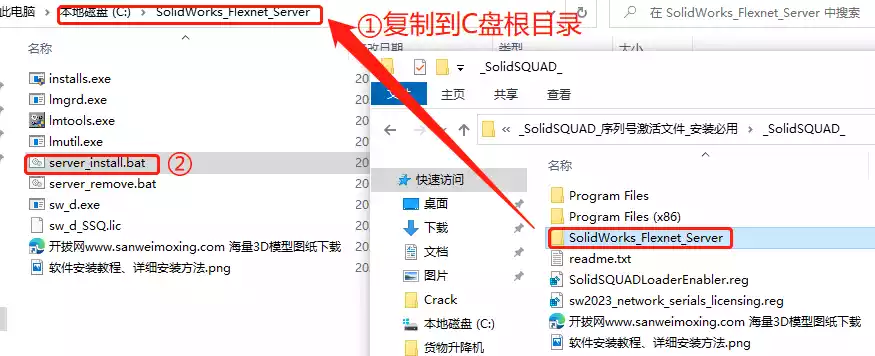 此电脑 本地磁盘 (C:) SolidWorks_Flexnet_Server
在 SolidWorks_Flexnet_Server 中搜索
①复制到C盘根目录
名称
修改日期
类型
大小
installs.exe
lmgrd.exe
lmtools.exe
lmutil.exe
server_install.bat
②
server_remove.bat
sw_d.exe
sw_d_SSQ.lic
开拔网www.sanweimoxing.com 海量3D模型图纸下载
软件安装教程、详细安装方法.png
_SolidSQUAD_
文件
主页
共享
查看
_SolidSQUAD_序列号激活文件_安装必用 _SolidSQUAD_
快速访问
桌面
下载
文档
图片
Crack
本地磁盘 (C:)
货物升降机
名称
Program Files
Program Files (x86)
SolidWorks_Flexnet_Server
readme.txt
SolidSQUADLoaderEnabler.reg
sw2023_network_serials_licensing.reg
开拔网www.sanweimoxing.com 海量3D模型图纸下载
软件安装教程、详细安装方法.png